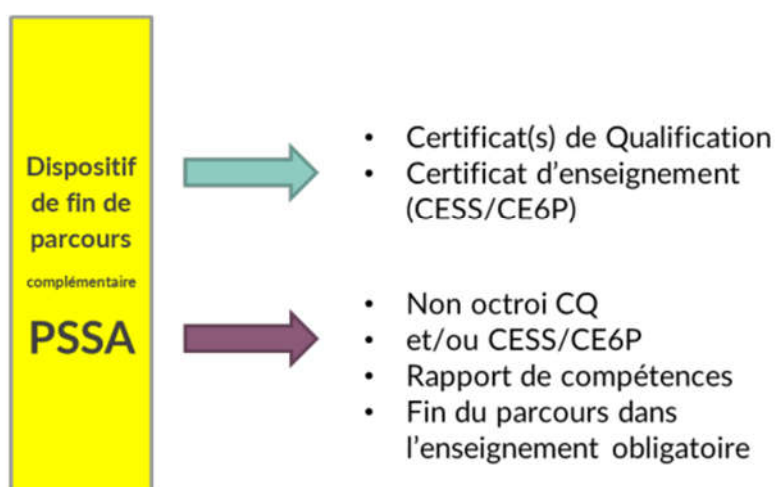 Dispositif
de fin de
parcours
complémentaire
PSSA
• Certificat(s) de Qualification
• Certificat d'enseignement
(CESS/CE6P)
• Non octroi CQ
• et/ou CESS/CE6P
• Rapport de compétences
• Fin du parcours dans
l'enseignement obligatoire